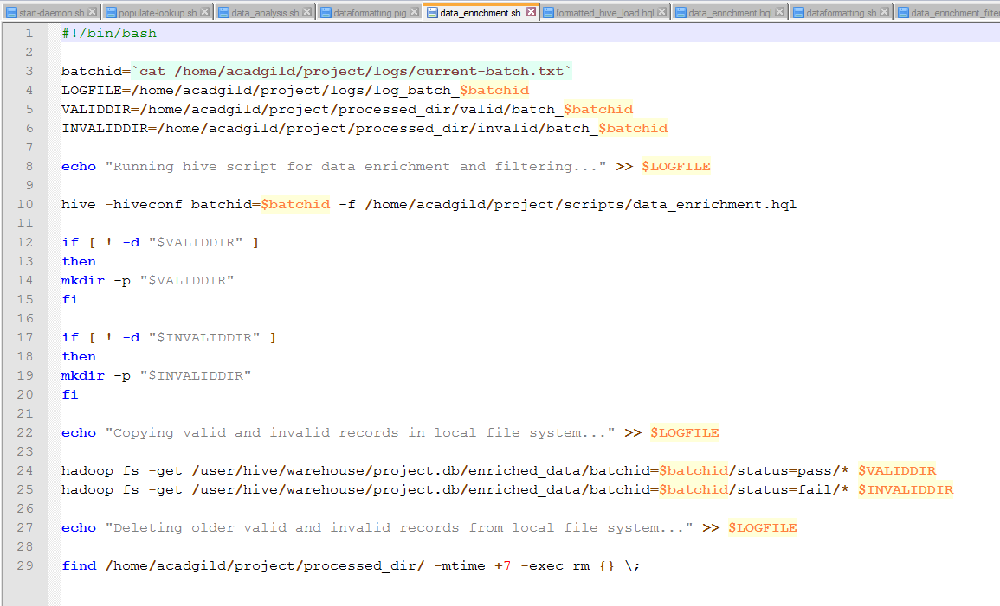 start-daemon.sh populate-lookup.sh data_analysis.sh dataformatting.pig data_enrichment.sh formatted_hive_load.hql data_enrichment.hql dataformatting.sh data_enrichment_filte
1 #!/bin/bash
2
3 batchid=`cat /home/acadgild/project/logs/current-batch.txt`
4 LOGFILE=/home/acadgild/project/logs/log_batch_$batchid
5 VALIDDIR=/home/acadgild/project/processed_dir/valid/batch_$batchid
6 INVALIDDIR=/home/acadgild/project/processed_dir/invalid/batch_$batchid
7
8 echo "Running hive script for data enrichment and filtering..." >> $LOGFILE
9
10 hive -hiveconf batchid=$batchid -f /home/acadgild/project/scripts/data_enrichment.hql
11
12 if [ ! -d "$VALIDDIR" ]
13 then
14 mkdir -p "$VALIDDIR"
15 fi
16
17 if [ ! -d "$INVALIDDIR" ]
18 then
19 mkdir -p "$INVALIDDIR"
20 fi
21
22 echo "Copying valid and invalid records in local file system..." >> $LOGFILE
23
24 hadoop fs -get /user/hive/warehouse/project.db/enriched_data/batchid=$batchid/status=pass/* $VALIDDIR
25 hadoop fs -get /user/hive/warehouse/project.db/enriched_data/batchid=$batchid/status=fail/* $INVALIDDIR
26
27 echo "Deleting older valid and invalid records from local file system..." >> $LOGFILE
28
29 find /home/acadgild/project/processed_dir/ -mtime +7 -exec rm {} \;